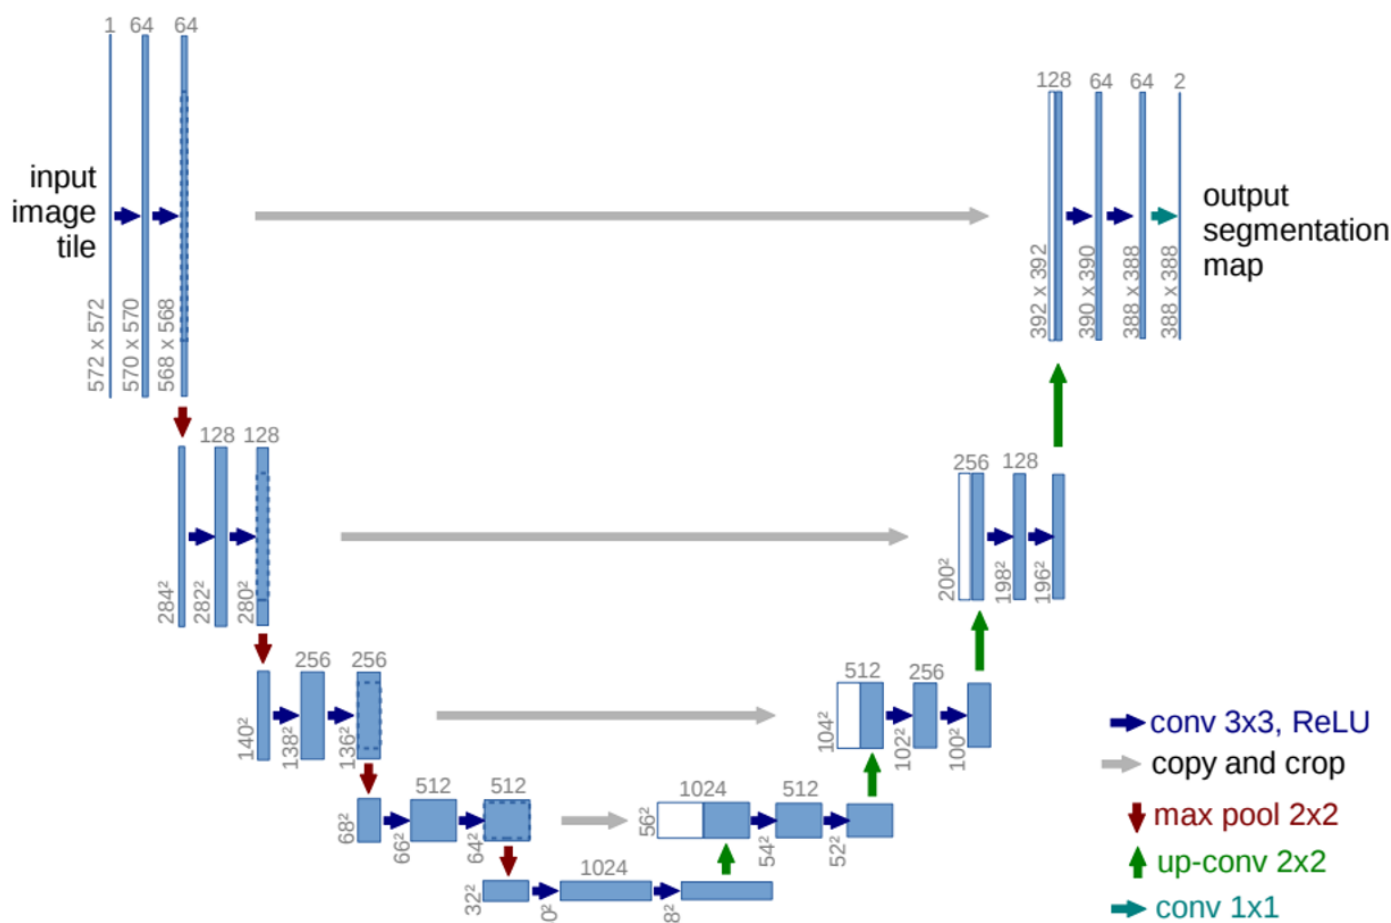 1 64 64
input
image
tile
572 x 572
570 x 570
568 x 568
128 64 64 2
output
segmentation
map
392 x 392
390 x 390
388 x 388
388 x 388
128 128
284²
282²
280²
256 128
200²
198²
196²
256 256
140²
138²
136²
512 256
104²
102²
100²
512 512
68²
66²
64²
1024 512
56²
54²
52²
1024
32²
conv 3x3, ReLU
copy and crop
max pool 2x2
up-conv 2x2
conv 1x1